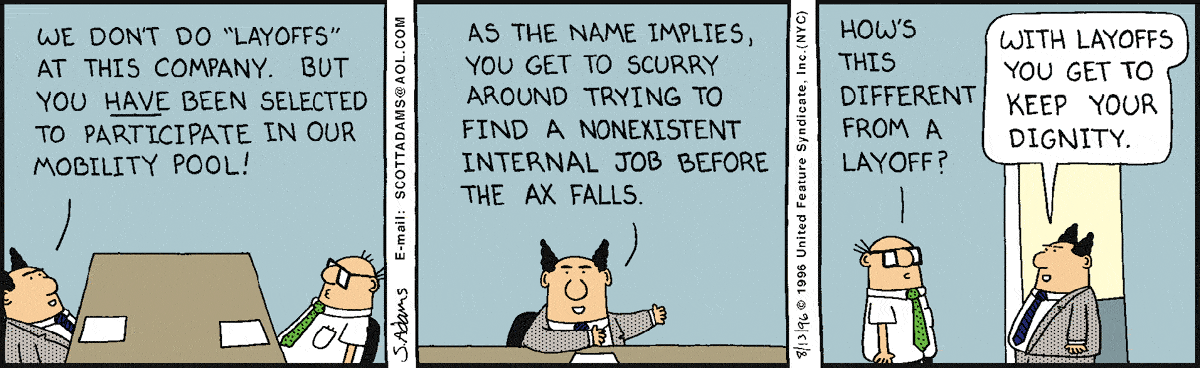 WE DON'T DO "LAYOFFS"
AT THIS COMPANY. BUT
YOU HAVE BEEN SELECTED
TO PARTICIPATE IN OUR
MOBILITY POOL!
S.Adams E-mail: SCOTTADAMS@AOL.COM
AS THE NAME IMPLIES,
YOU GET TO SCURRY
AROUND TRYING TO
FIND A NONEXISTENT
INTERNAL JOB BEFORE
THE AX FALLS.
8/13/96 © 1996 United Feature Syndicate, Inc.(NYC)
HOW'S
THIS
DIFFERENT
FROM A
LAYOFF?
WITH LAYOFFS
YOU GET TO
KEEP YOUR
DIGNITY.